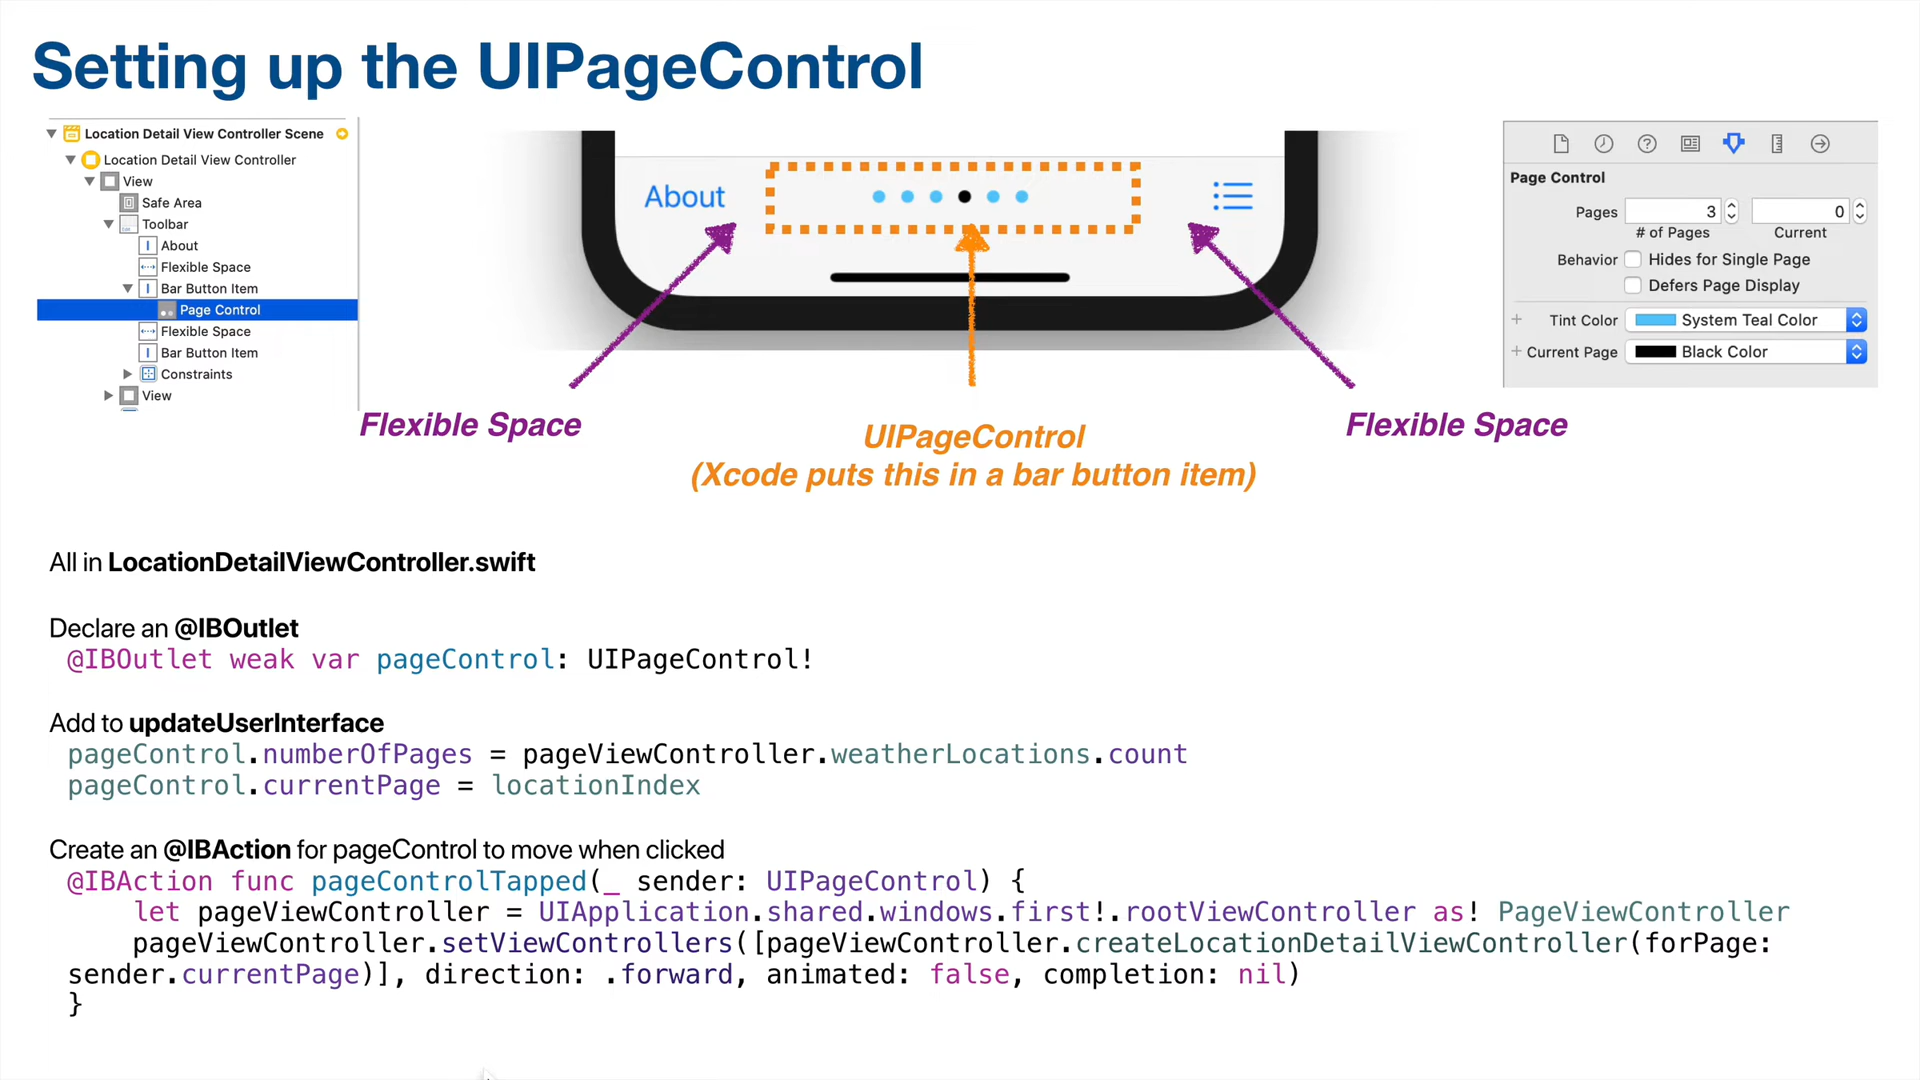 Setting up the UIPageControl
Location Detail View Controller Scene
Location Detail View Controller
View
Safe Area
Toolbar
About
Flexible Space
Bar Button Item
Page Control
Flexible Space
Bar Button Item
Constraints
View
About
Flexible Space
UIPageControl
(Xcode puts this in a bar button item)
Flexible Space
Page Control
Pages 3 0
# of Pages Current
Behavior Hides for Single Page
Defers Page Display
+ Tint Color System Teal Color
+ Current Page Black Color
All in LocationDetailViewController.swift
Declare an @IBOutlet
@IBOutlet weak var pageControl: UIPageControl!
Add to updateUserInterface
pageControl.numberOfPages = pageViewController.weatherLocations.count
pageControl.currentPage = locationIndex
Create an @IBAction for pageControl to move when clicked
@IBAction func pageControlTapped(_ sender: UIPageControl) {
let pageViewController = UIApplication.shared.windows.first!.rootViewController as! PageViewController
pageViewController.setViewControllers([pageViewController.createLocationDetailViewController(forPage:
sender.currentPage)], direction: .forward, animated: false, completion: nil)
}